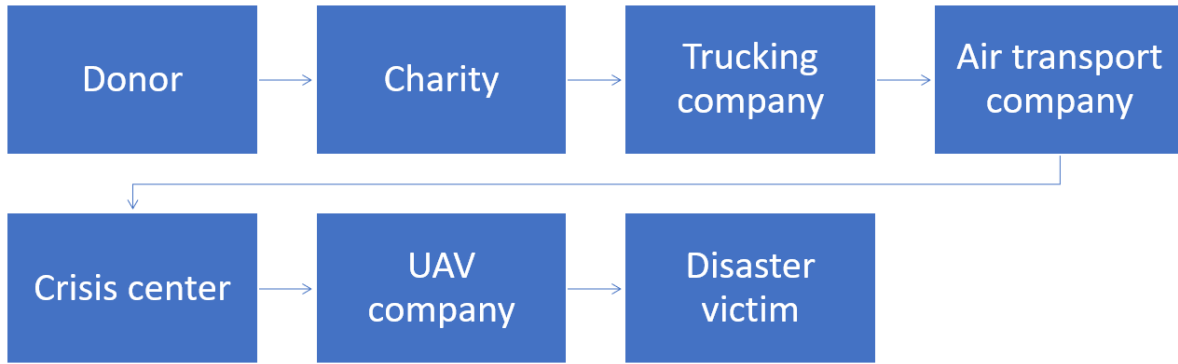 Donor
Charity
Trucking
company
Air transport
company
Crisis center
UAV
company
Disaster
victim